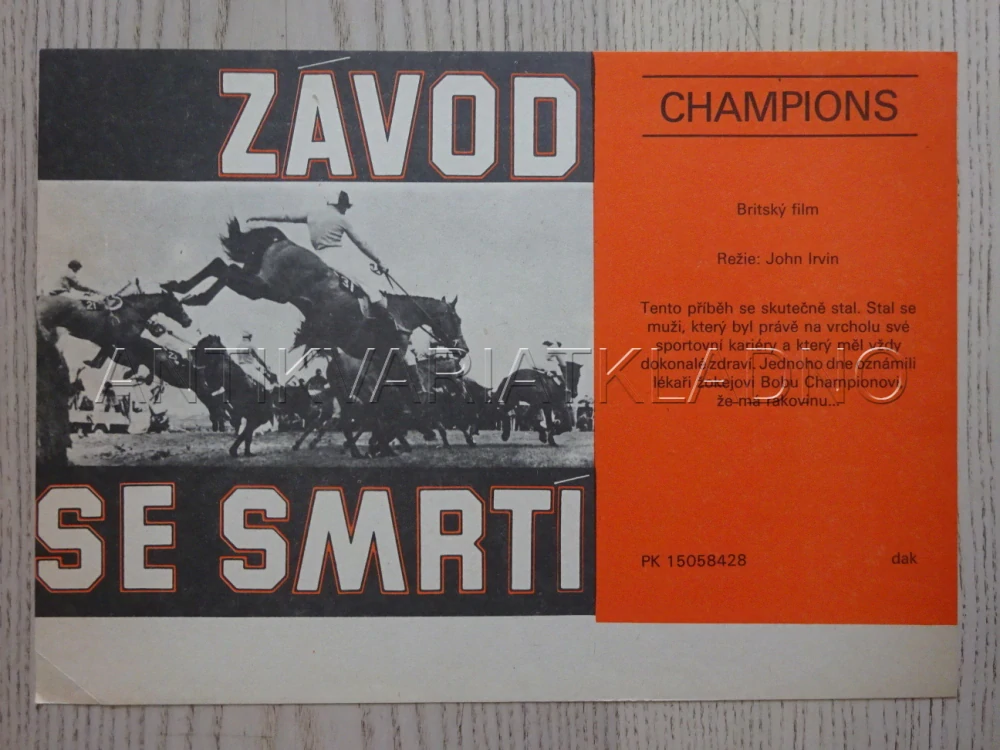 ZÁVOD
SE SMRTÍ
CHAMPIONS
Britský film
Režie: John Irvin
Tento příběh se skutečně stal. Stal se
muži, který byl právě na vrcholu své
sportovní kariéry a který měl vždy
dokonalé zdraví. Jednoho dne oznámili
lékaři žokejovi Bobu Championovi,
že má rakovinu...
PK 15058428
dak
ANTIKVARIATKLADNO
21